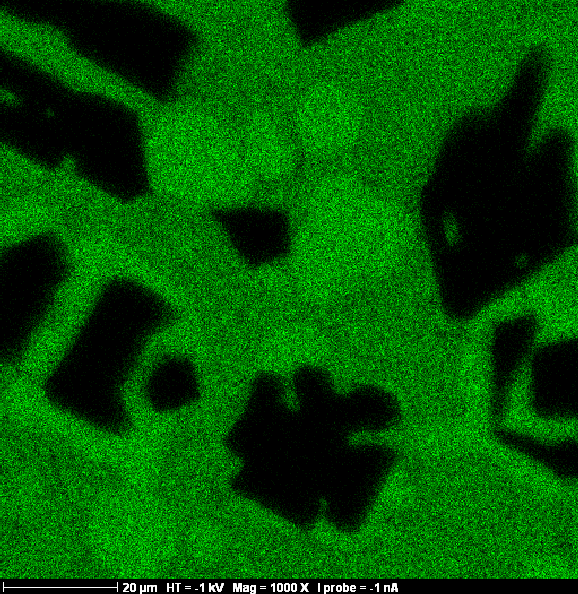 20 µm HT = -1 kV Mag = 1000 X I probe = -1 nA